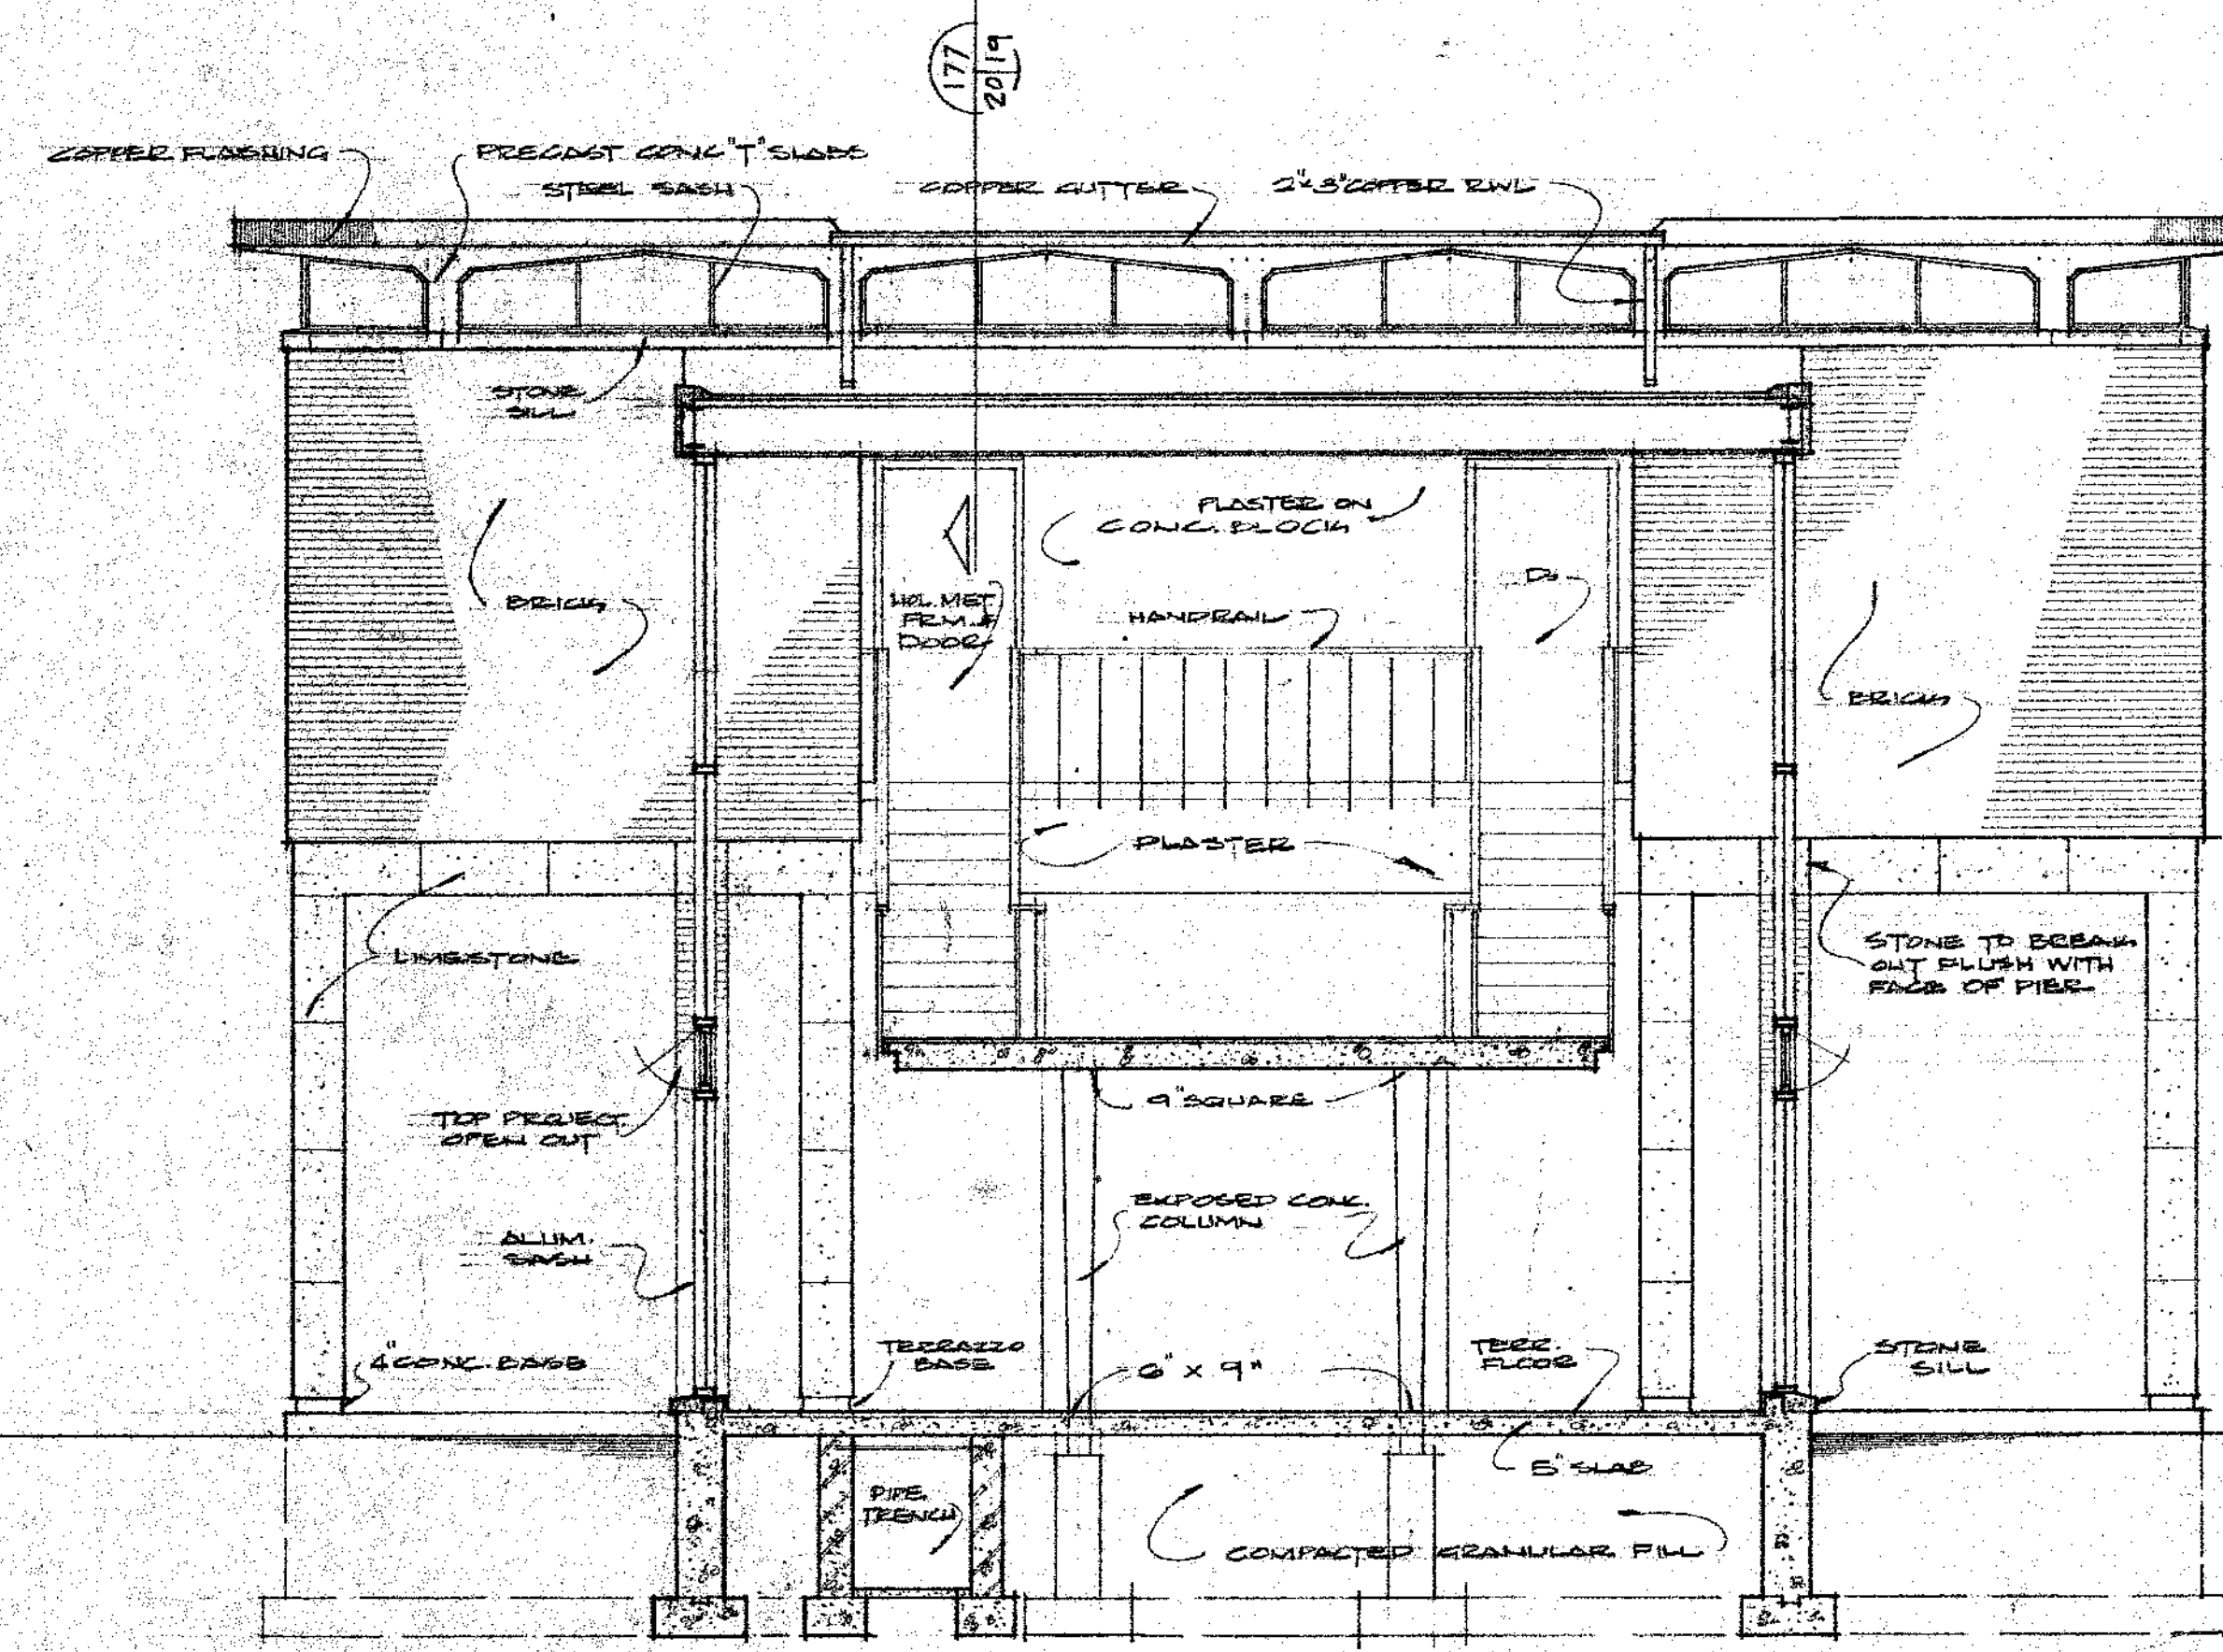 177
20 | 19
COPPER FLASHING
PRECAST CONC "T" SLABS
STEEL SASH
COPPER GUTTER
2"x3" COPPER RWL
STONE
SILL
PLASTER ON
CONC. BLOCK
BRICK
HOL. MET.
FRM. &
DOOR
HANDRAIL
DO.
BRICK
PLASTER
LIMESTONE
STONE TO BREAK
OUT FLUSH WITH
FACE OF PIER
9" SQUARE
TOP PROJECT.
OPEN OUT
EXPOSED CONC.
COLUMN
ALUM.
SASH
4" CONC. BASE
TERRAZZO
BASE
6" x 9"
TERR.
FLOOR
STONE
SILL
5" SLAB
PIPE
TRENCH
COMPACTED GRANULAR FILL